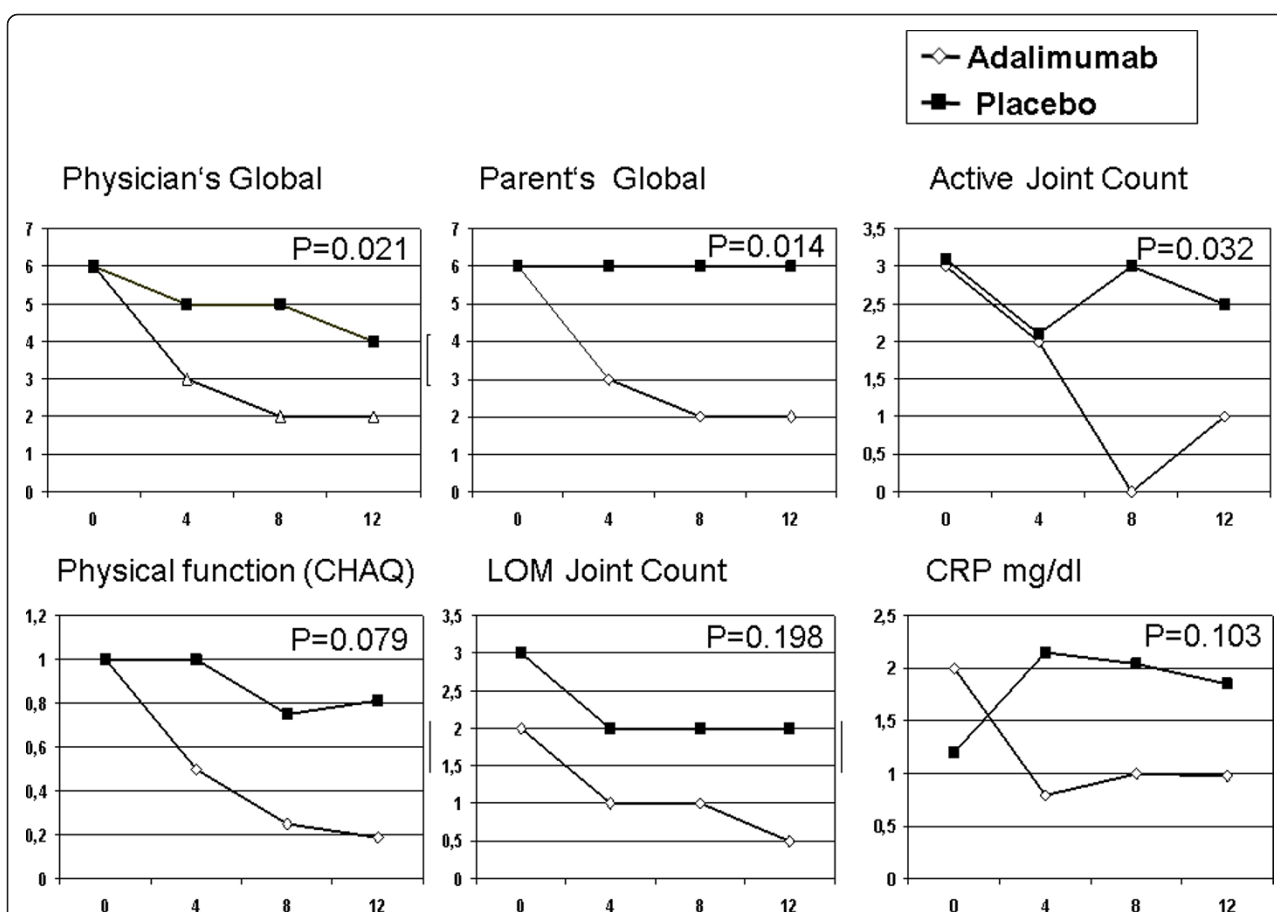 Adalimumab
Placebo
Physician's Global
Parent's Global
Active Joint Count
7
6
5
4
3
2
1
0
P=0.021
0 4 8 12
7
6
5
4
3
2
1
0
P=0.014
0 4 8 12
3,5
3
2,5
2
1,5
1
0,5
0
P=0.032
0 4 8 12
Physical function (CHAQ)
LOM Joint Count
CRP mg/dl
1,2
1
0,8
0,6
0,4
0,2
0
P=0.079
0 4 8 12
3,5
3
2,5
2
1,5
1
0,5
0
P=0.198
0 4 8 12
2,5
2
1,5
1
0,5
0
P=0.103
0 4 8 12